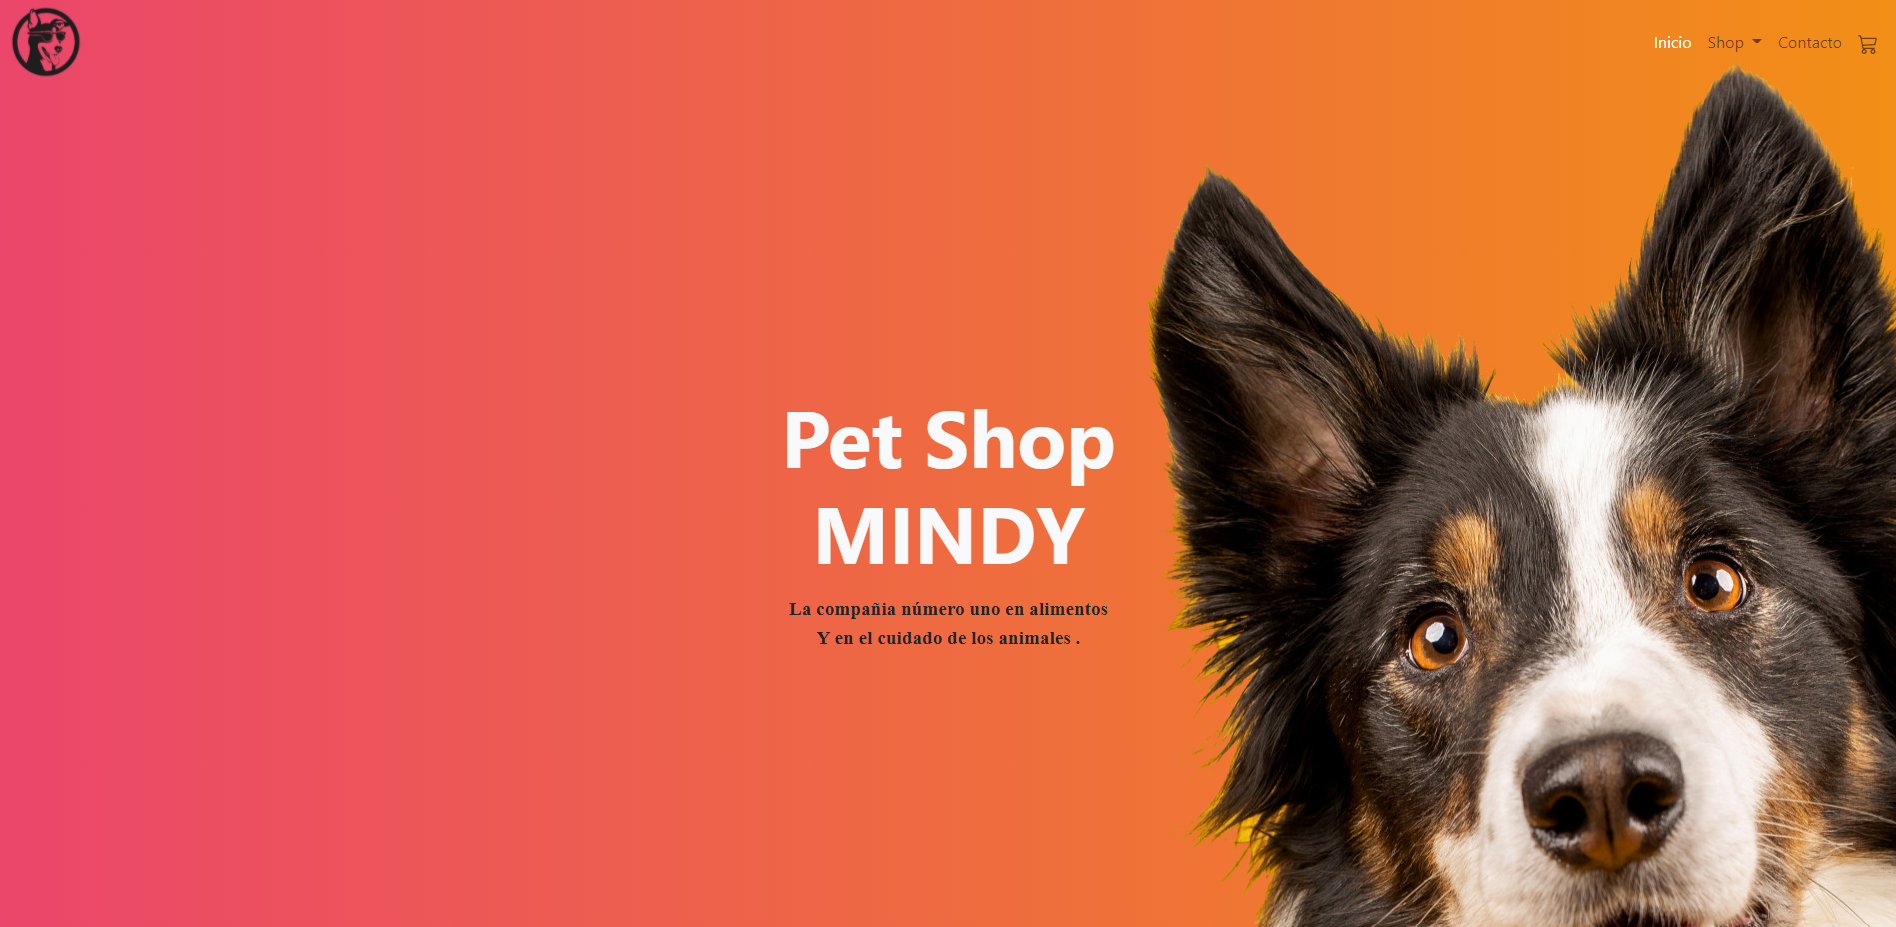 Inicio Shop Contacto
Pet Shop
MINDY
La compañia número uno en alimentos
Y en el cuidado de los animales .